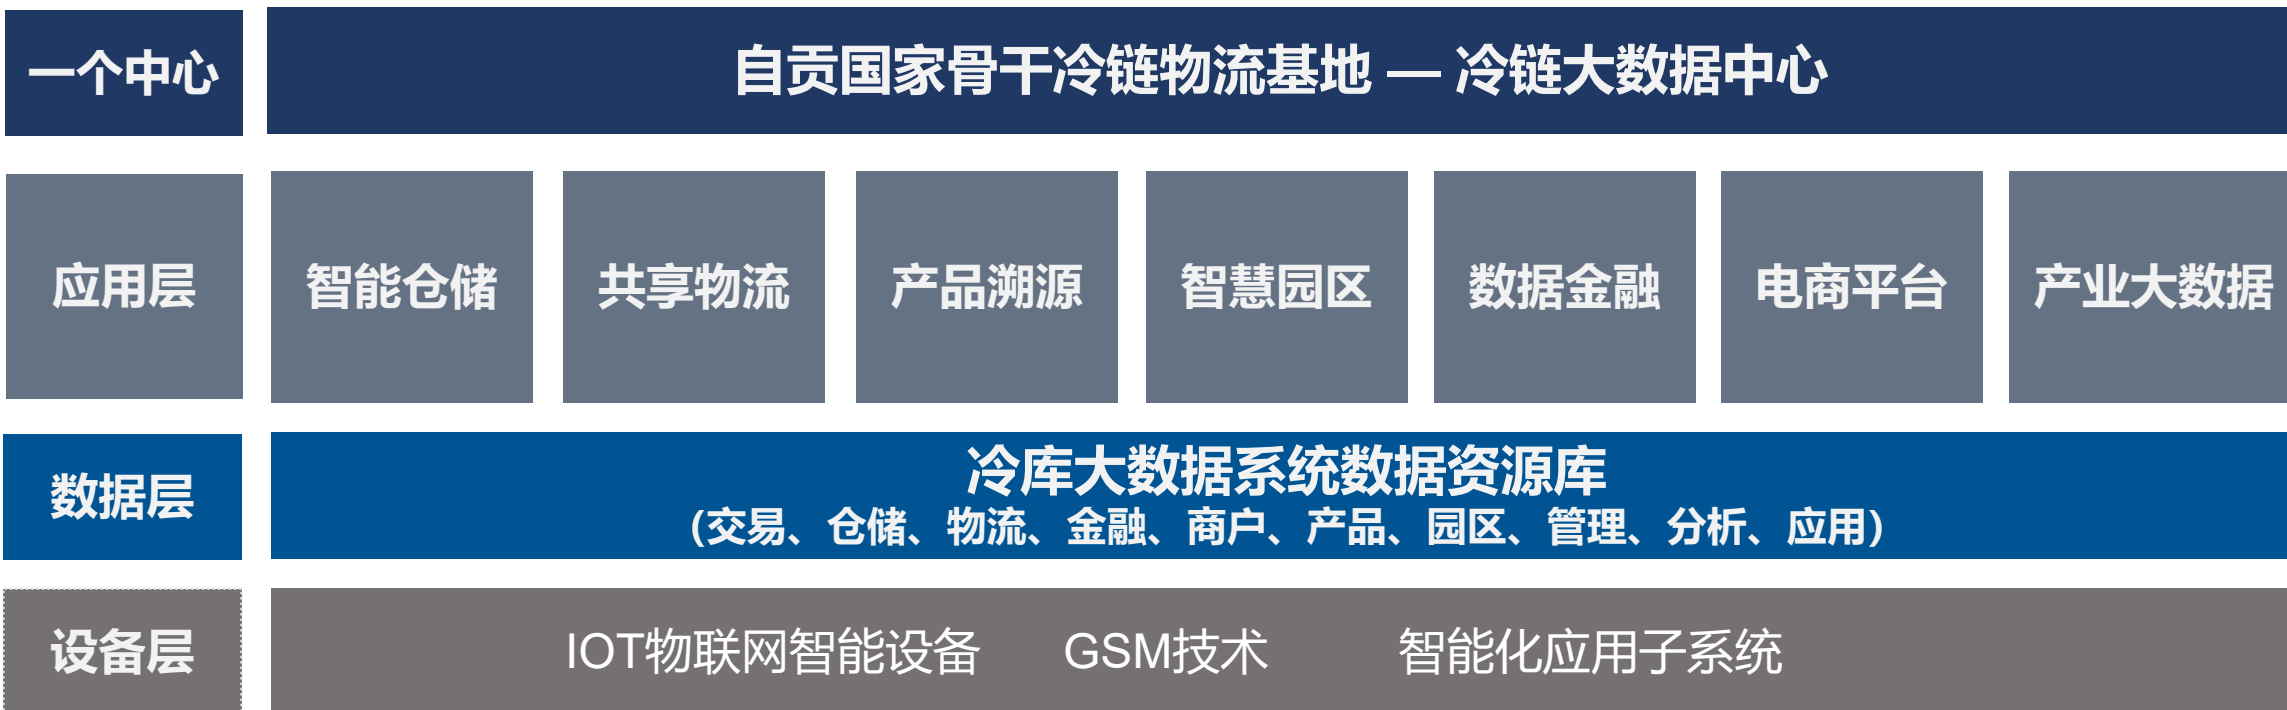 一个中心
自贡国家骨干冷链物流基地 — 冷链大数据中心
应用层
智能仓储
共享物流
产品溯源
智慧园区
数据金融
电商平台
产业大数据
数据层
冷库大数据系统数据资源库
（交易、仓储、物流、金融、商户、产品、园区、管理、分析、应用）
设备层
IOT物联网智能设备 GSM技术 智能化应用子系统